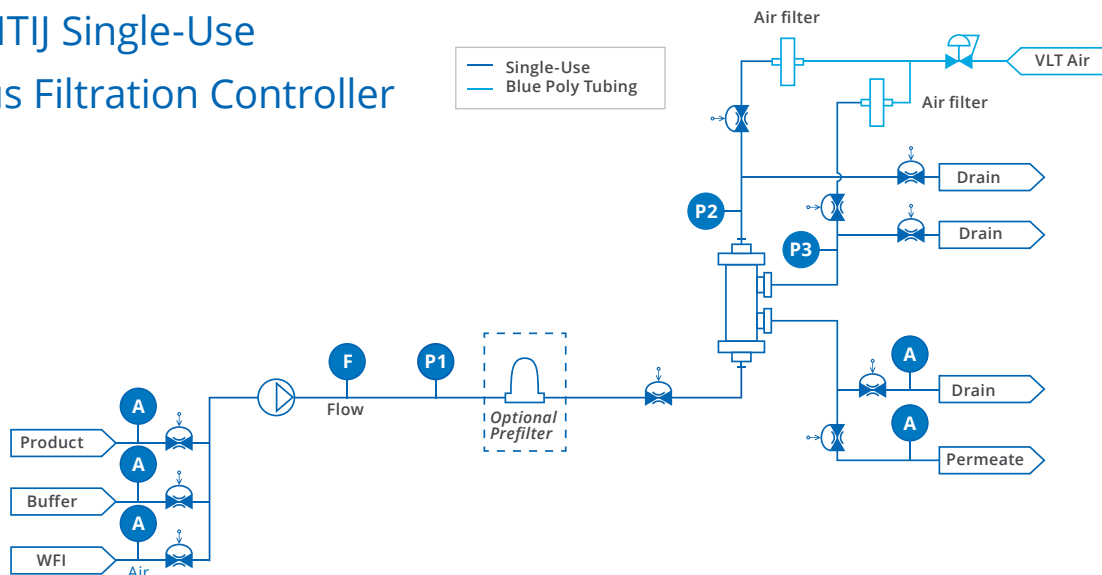 ITIJ Single-Use
us Filtration Controller
Single-Use
Blue Poly Tubing
Air filter
VLT Air
Air filter
Drain
P2
Drain
P3
F
P1
Flow
Optional
Prefilter
A
Drain
A
Permeate
A
Product
A
Buffer
A
WFI
Air